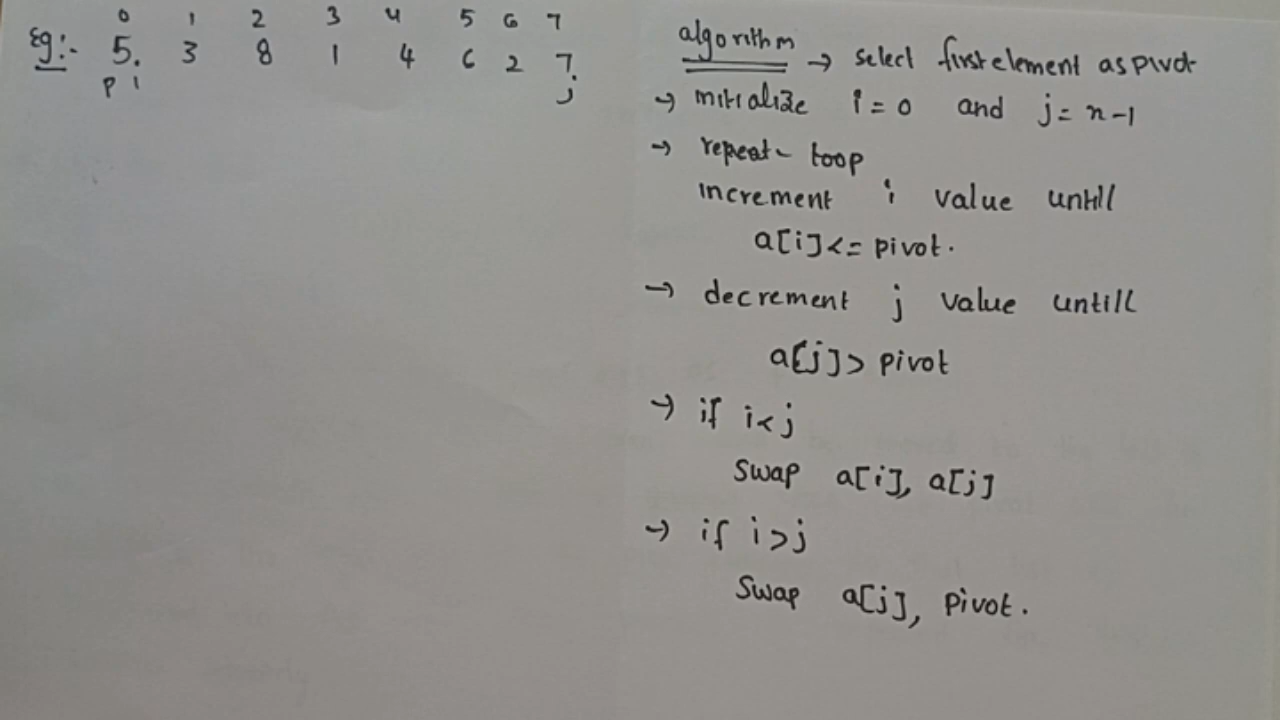 0 1 2 3 4 5 6 7
Eg:- 5. 3 8 1 4 6 2 7
P i j
algorithm → select first element as pivot
→ initialize i = 0 and j = n-1
→ repeat loop
increment i value untill
a[i] <= pivot.
→ decrement j value untill
a[j] > pivot
→ if i < j
Swap a[i], a[j]
→ if i > j
Swap a[j], pivot.